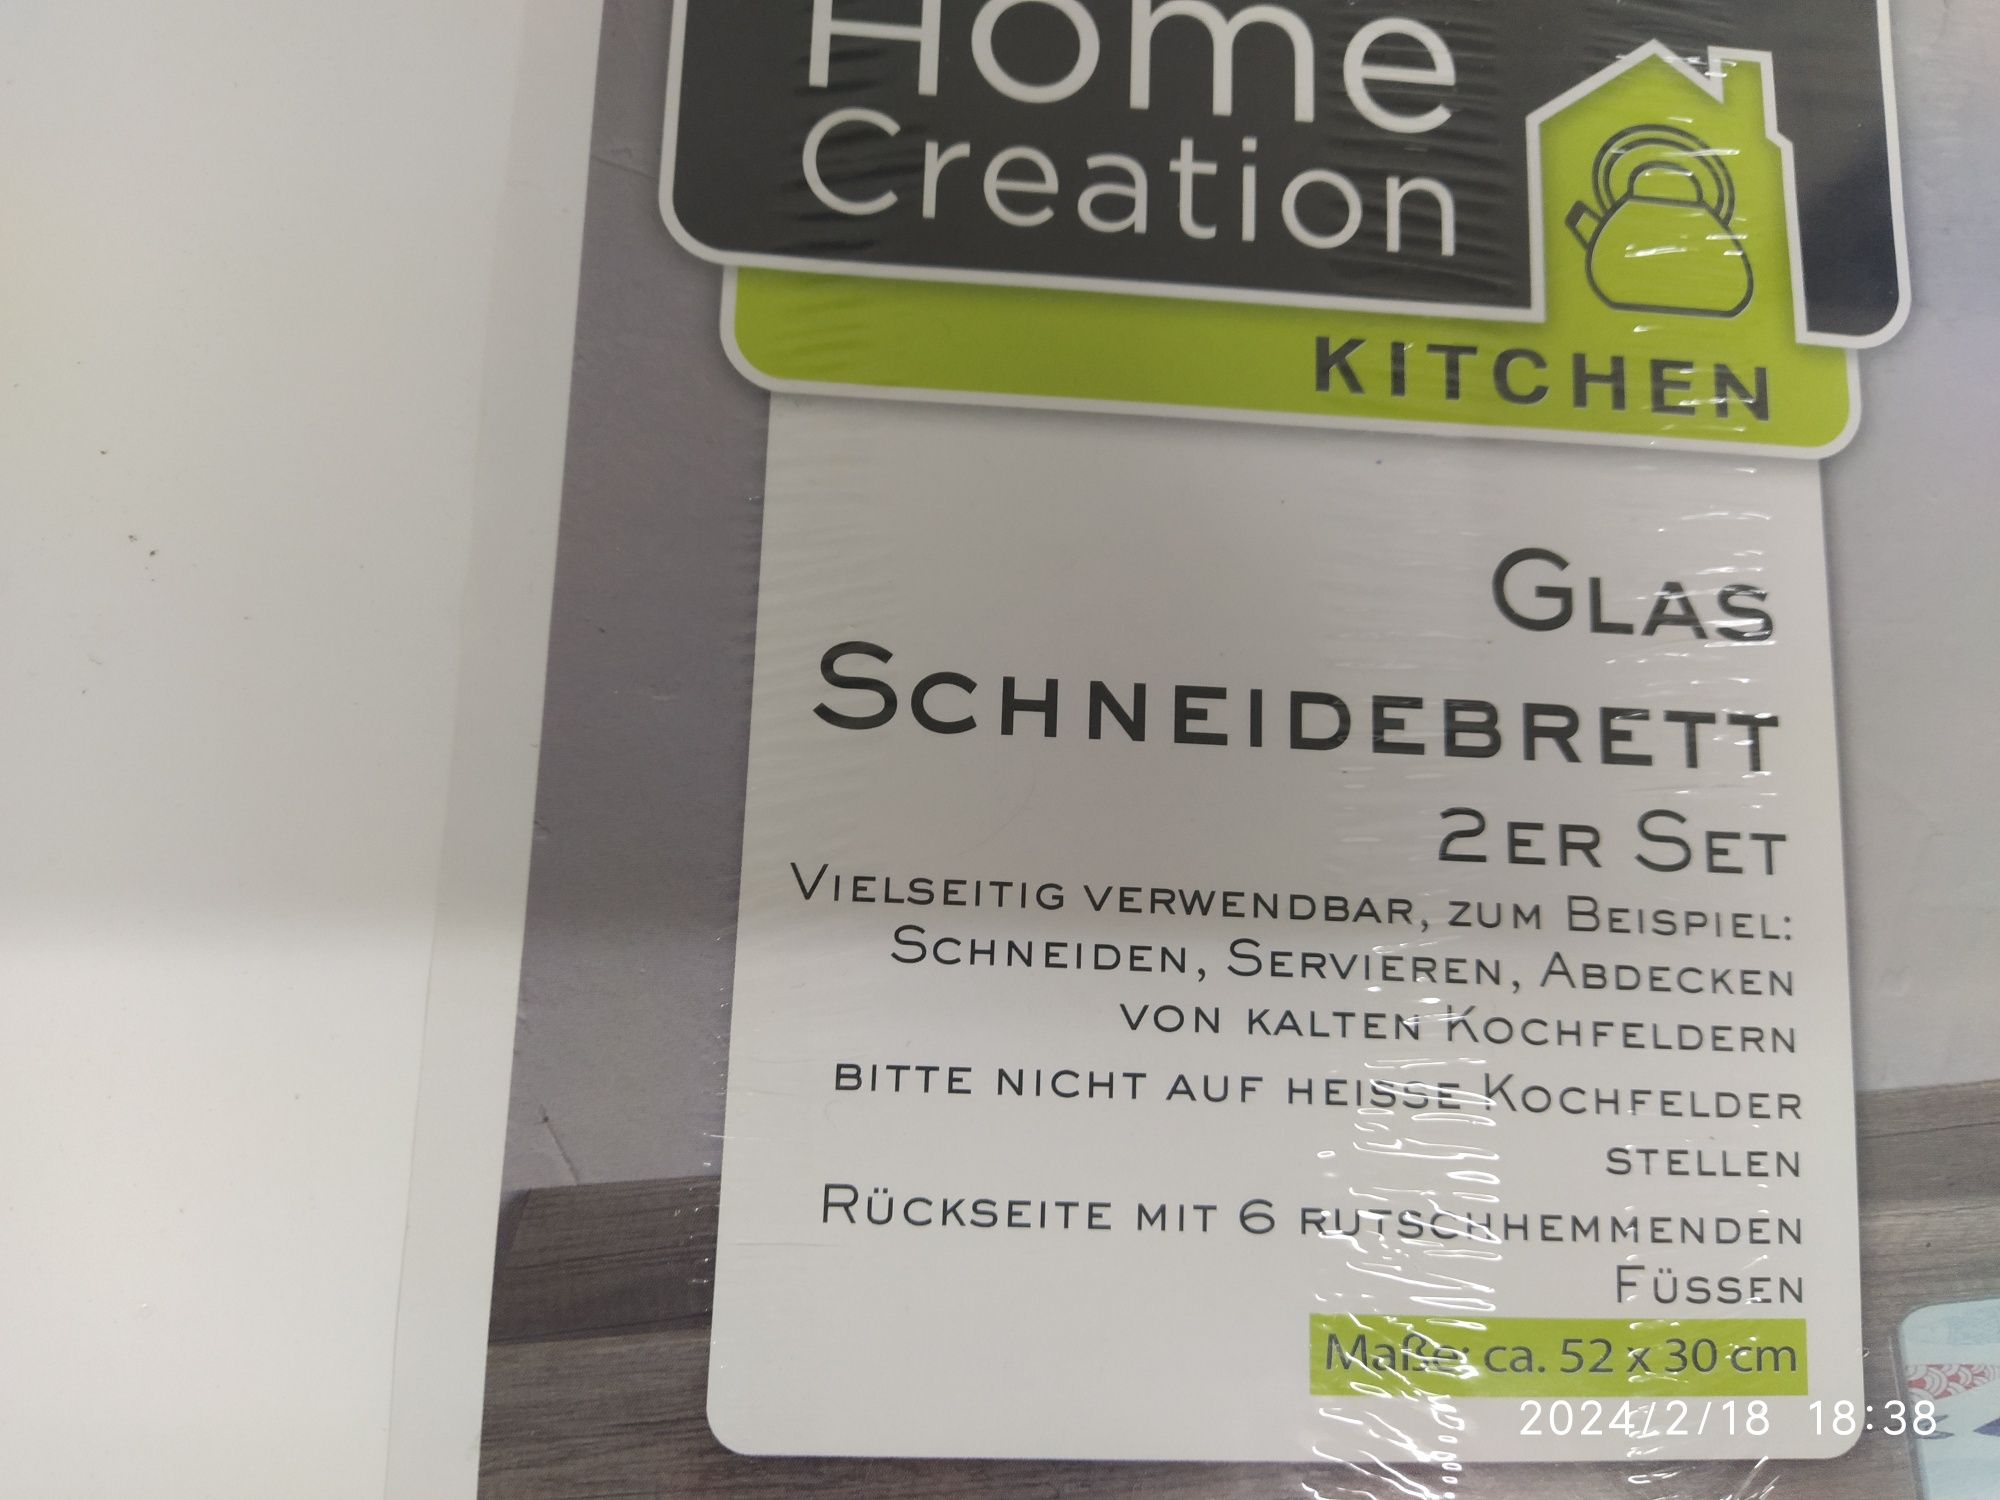 Home
Creation
KITCHEN
GLAS
SCHNEIDEBRETT
2ER SET
VIELSEITIG VERWENDBAR, ZUM BEISPIEL:
SCHNEIDEN, SERVIEREN, ABDECKEN
VON KALTEN KOCHFELDERN
BITTE NICHT AUF HEISSE KOCHFELDER
STELLEN
RÜCKSEITE MIT 6 RUTSCHHEMMENDEN
FÜSSEN
Maße: ca. 52 x 30 cm
2024/2/18 18:38